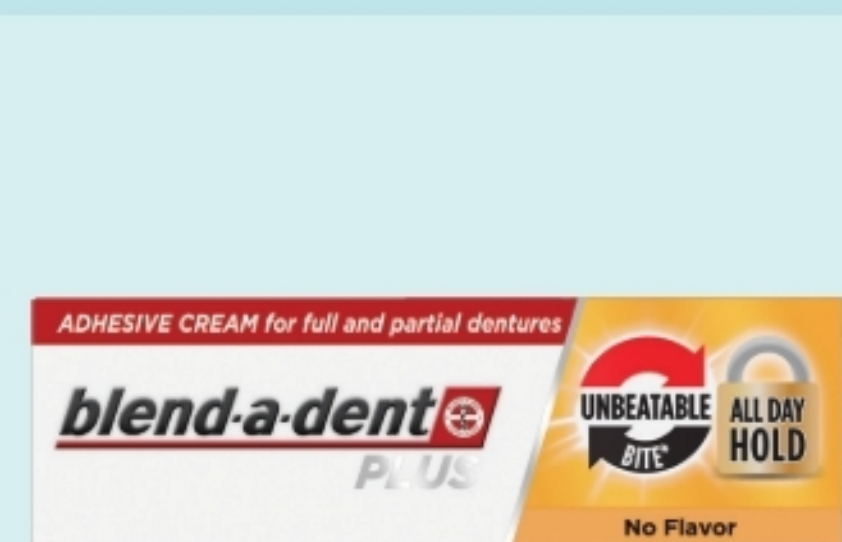 ADHESIVE CREAM for full and partial dentures
blend-a-dent
PLUS
UNBEATABLE
BITE*
ALL DAY
HOLD
No Flavor